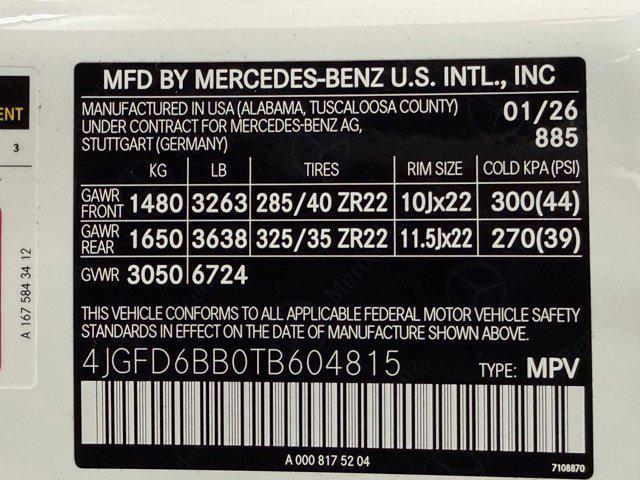 MFD BY MERCEDES-BENZ U.S. INTL., INC
MANUFACTURED IN USA (ALABAMA, TUSCALOOSA COUNTY) 01/26
UNDER CONTRACT FOR MERCEDES-BENZ AG, 885
STUTTGART (GERMANY)
KG LB TIRES RIM SIZE COLD KPA (PSI)
GAWR FRONT 1480 3263 285/40 ZR22 10Jx22 300(44)
GAWR REAR 1650 3638 325/35 ZR22 11.5Jx22 270(39)
GVWR 3050 6724
THIS VEHICLE CONFORMS TO ALL APPLICABLE FEDERAL MOTOR VEHICLE SAFETY
STANDARDS IN EFFECT ON THE DATE OF MANUFACTURE SHOWN ABOVE.
4JGFD6BB0TB604815 TYPE: MPV
A 000 817 52 04
7108870
ENT
3
A 167 584 34 12